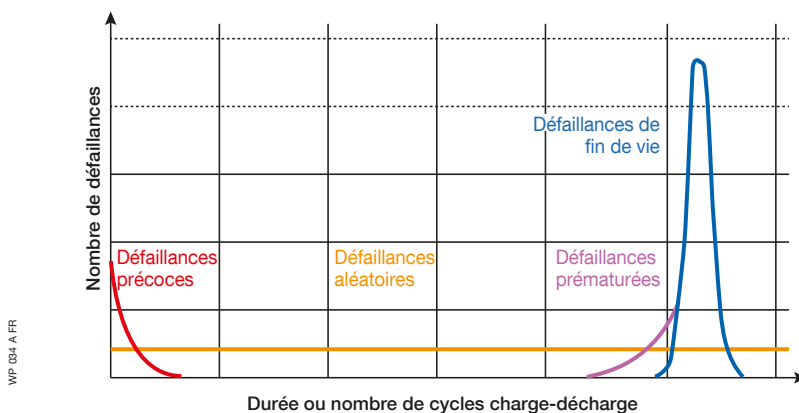 Nombre de défaillances
Défaillances de
fin de vie
Défaillances
précoces
Défaillances
aléatoires
Défaillances
prématurées
WP 034 A FR
Durée ou nombre de cycles charge-décharge